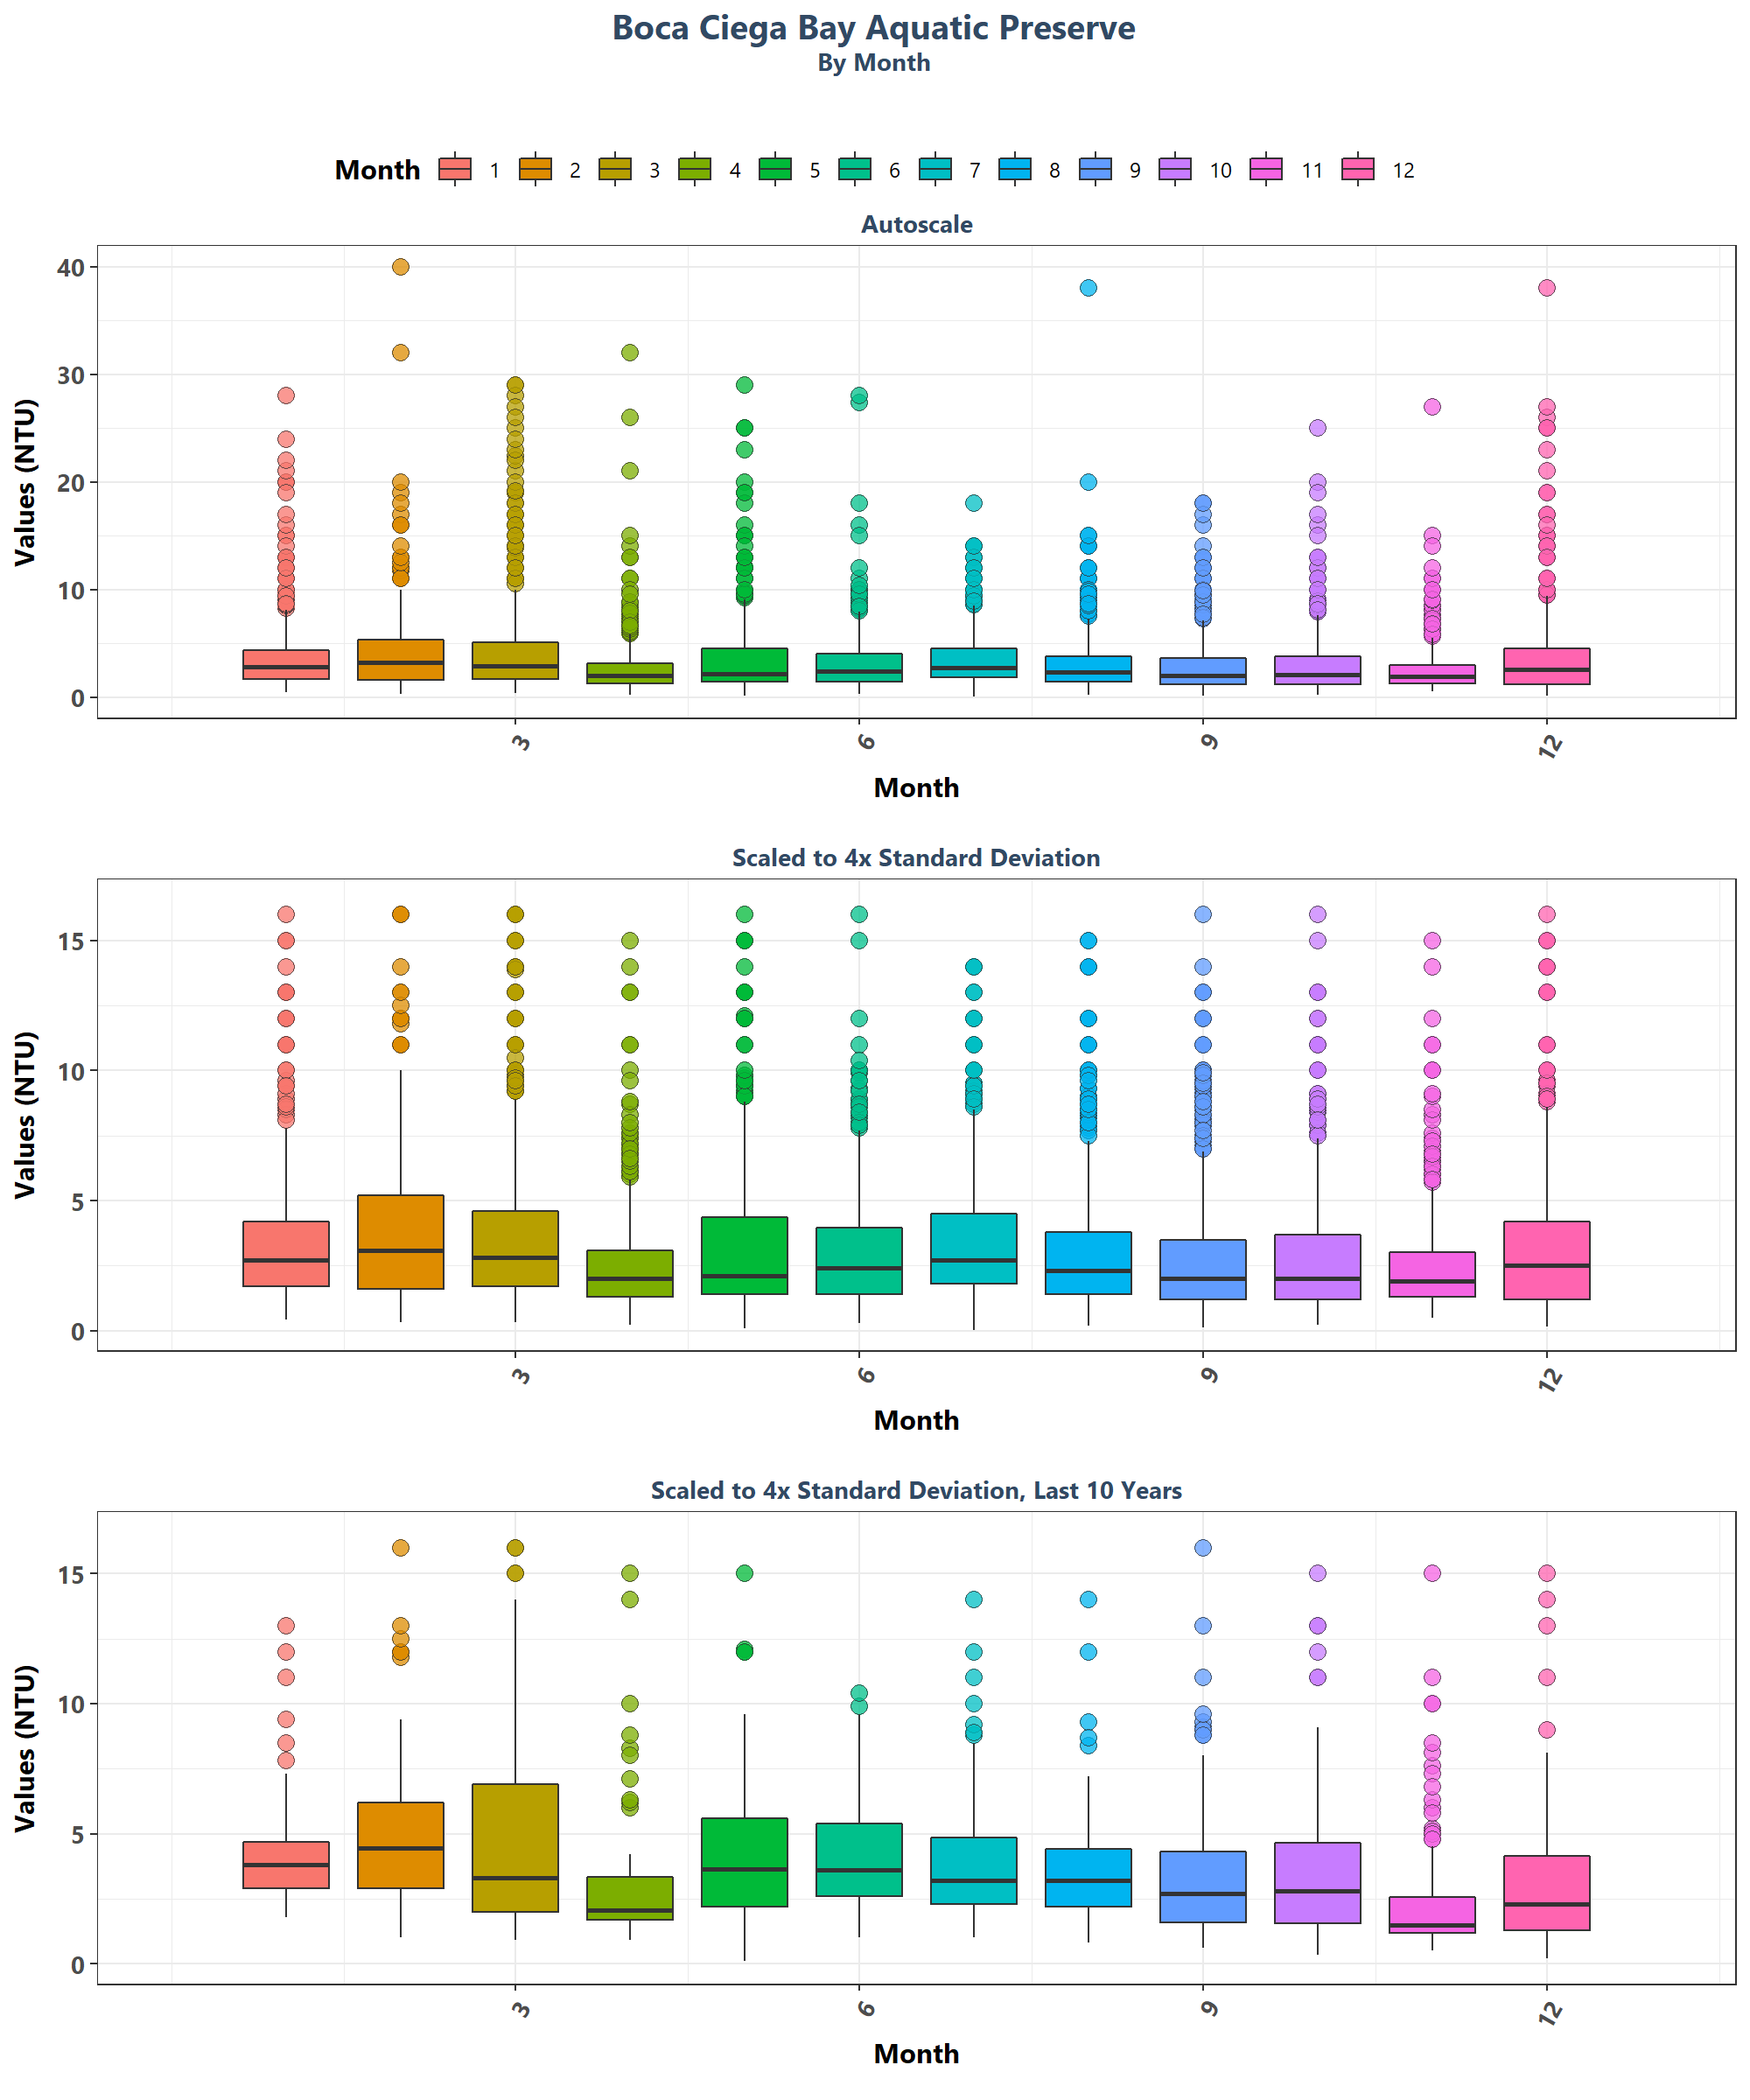 Boca Ciega Bay Aquatic Preserve
By Month
Month 1 2 3 4 5 6 7 8 9 10 11 12
Autoscale
Values (NTU)
40
30
20
10
0
3 6 9 12
Month
Scaled to 4x Standard Deviation
Values (NTU)
15
10
5
0
3 6 9 12
Month
Scaled to 4x Standard Deviation, Last 10 Years
Values (NTU)
15
10
5
0
3 6 9 12
Month